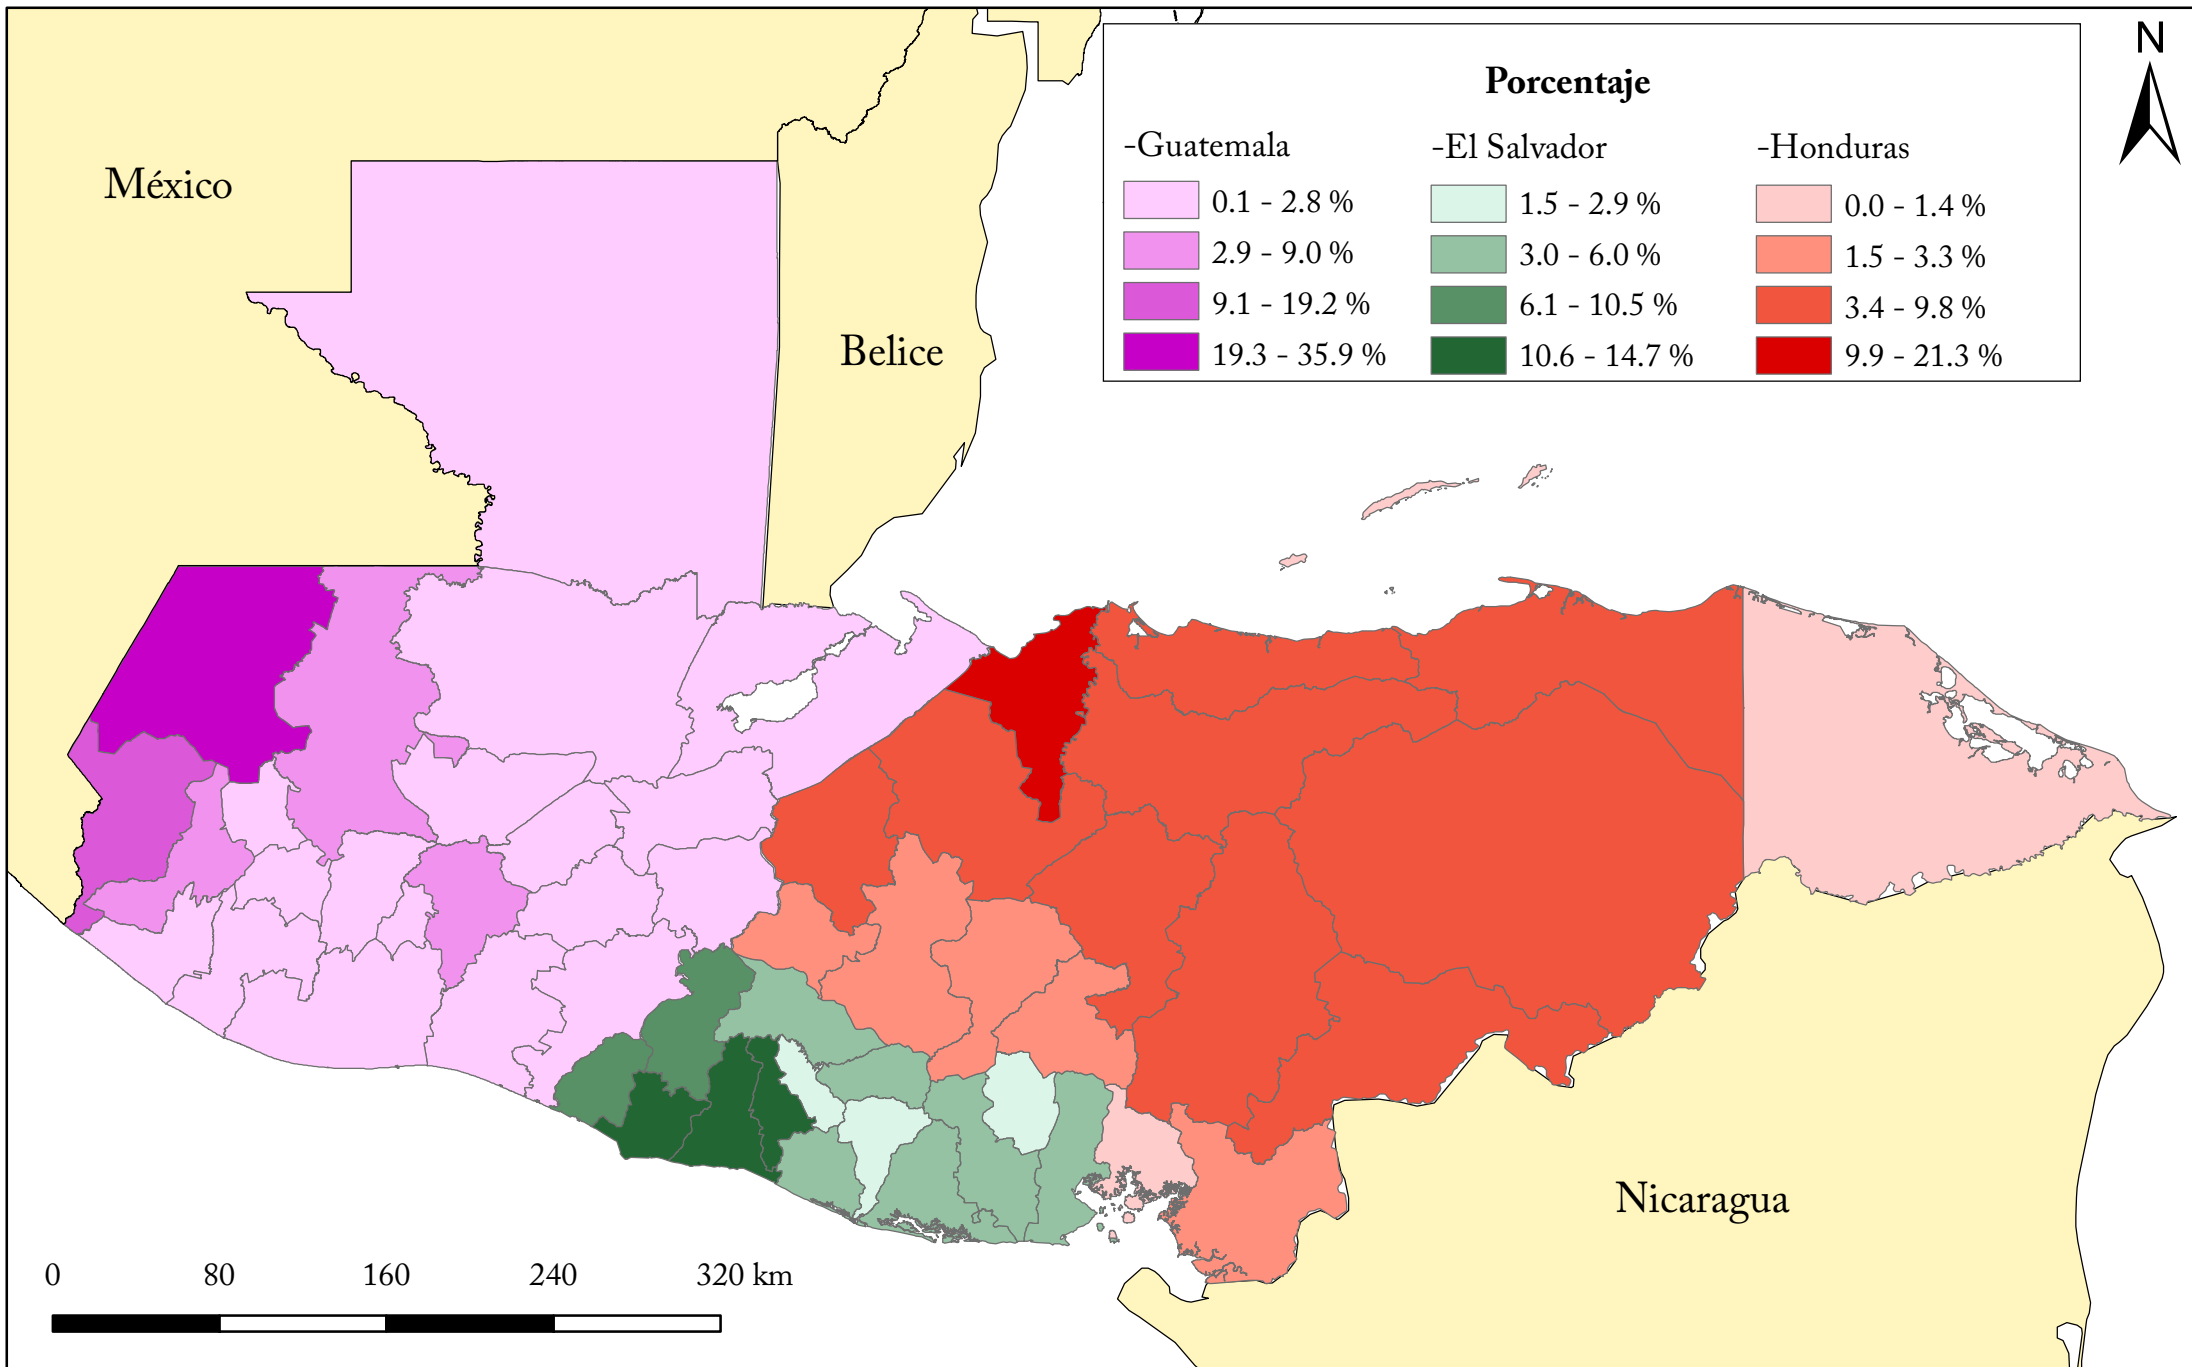 N
Porcentaje
-Guatemala
0.1 - 2.8 %
2.9 - 9.0 %
9.1 - 19.2 %
19.3 - 35.9 %
-El Salvador
1.5 - 2.9 %
3.0 - 6.0 %
6.1 - 10.5 %
10.6 - 14.7 %
-Honduras
0.0 - 1.4 %
1.5 - 3.3 %
3.4 - 9.8 %
9.9 - 21.3 %
México
Belice
Nicaragua
0 80 160 240 320 km